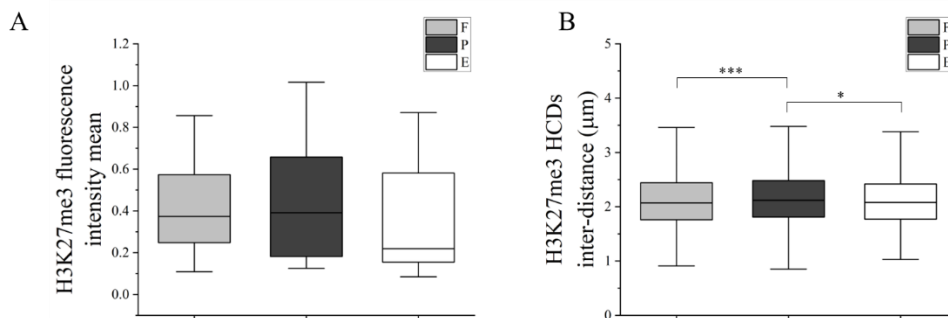 A
F
P
E
H3K27me3 fluorescence
intensity mean
1.2
1.0
0.8
0.6
0.4
0.2
0.0
B
F
P
E
H3K27me3 HCDs
inter-distance (μm)
5
4
3
2
1
0
***
*